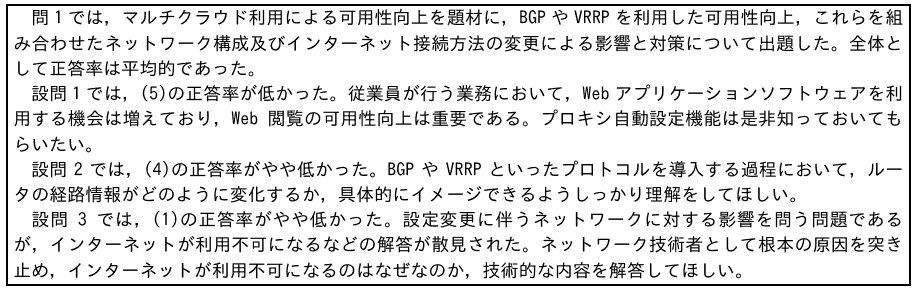 問1では，マルチクラウド利用による可用性向上を題材に，BGP や VRRP を利用した可用性向上，これらを組
み合わせたネットワーク構成及びインターネット接続方法の変更による影響と対策について出題した。全体と
して正答率は平均的であった。
設問1では，(5)の正答率が低かった。従業員が行う業務において，Web アプリケーションソフトウェアを利
用する機会は増えており，Web 閲覧の可用性向上は重要である。プロキシ自動設定機能は是非知っておいても
らいたい。
設問 2 では，(4)の正答率がやや低かった。BGP や VRRP といったプロトコルを導入する過程において，ルー
タの経路情報がどのように変化するか，具体的にイメージできるようしっかり理解をしてほしい。
設問 3 では，(1)の正答率がやや低かった。設定変更に伴うネットワークに対する影響を問う問題である
が，インターネットが利用不可になるなどの解答が散見された。ネットワーク技術者として根本の原因を突き
止め，インターネットが利用不可になるのはなぜなのか，技術的な内容を解答してほしい。